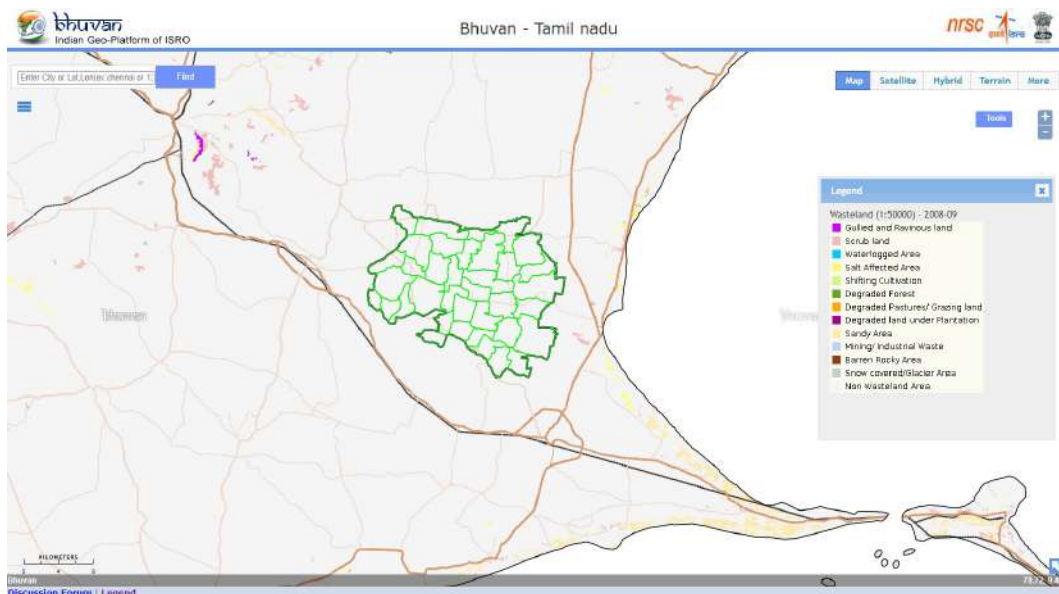 bhuvan
Indian Geo-Platform of ISRO
Bhuvan - Tamil nadu
nrsc
Find
Map Satellite Hybrid Terrain More
Tools
+
-
Legend
x
Wasteland (1:50000) - 2008-09
Gullied and Ravinous land
Scrub land
Waterlogged Area
Salt Affected Area
Shifting Cultivation
Degraded Forest
Degraded Pastures/ Grazing land
Degraded land under Plantation
Sandy Area
Mining/ Industrial Waste
Barren Rocky Area
Snow covered/Glacier Area
Non Wasteland Area
bhuvan
KILOMETERS
Bhuvan
Discussion Forum | Legend